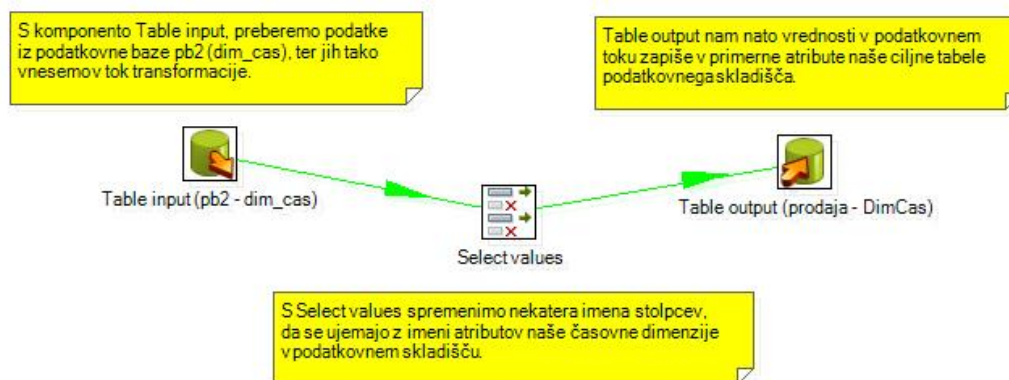 S komponento Table input, preberemo podatke
iz podatkovne baze pb2 (dim_cas), ter jih tako
vnesemo v tok transformacije.
Table output nam nato vrednosti v podatkovnem
toku zapiše v primerne atribute naše ciljne tabele
podatkovnega skladišča.
Table input (pb2 - dim_cas)
Table output (prodaja - DimCas)
Select values
S Select values spremenimo nekatera imena stolpcev,
da se ujemajo z imeni atributov naše časovne dimenzije
v podatkovnem skladišču.